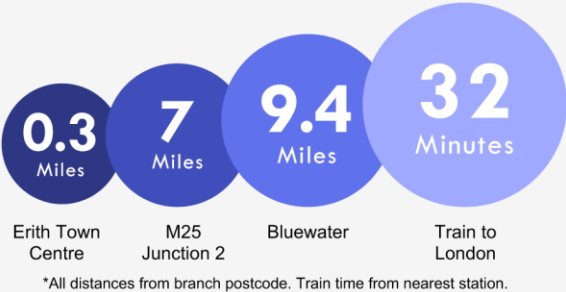 0.3
Miles
7
Miles
9.4
Miles
32
Minutes
Erith Town
Centre
M25
Junction 2
Bluewater
Train to
London
*All distances from branch postcode. Train time from nearest station.